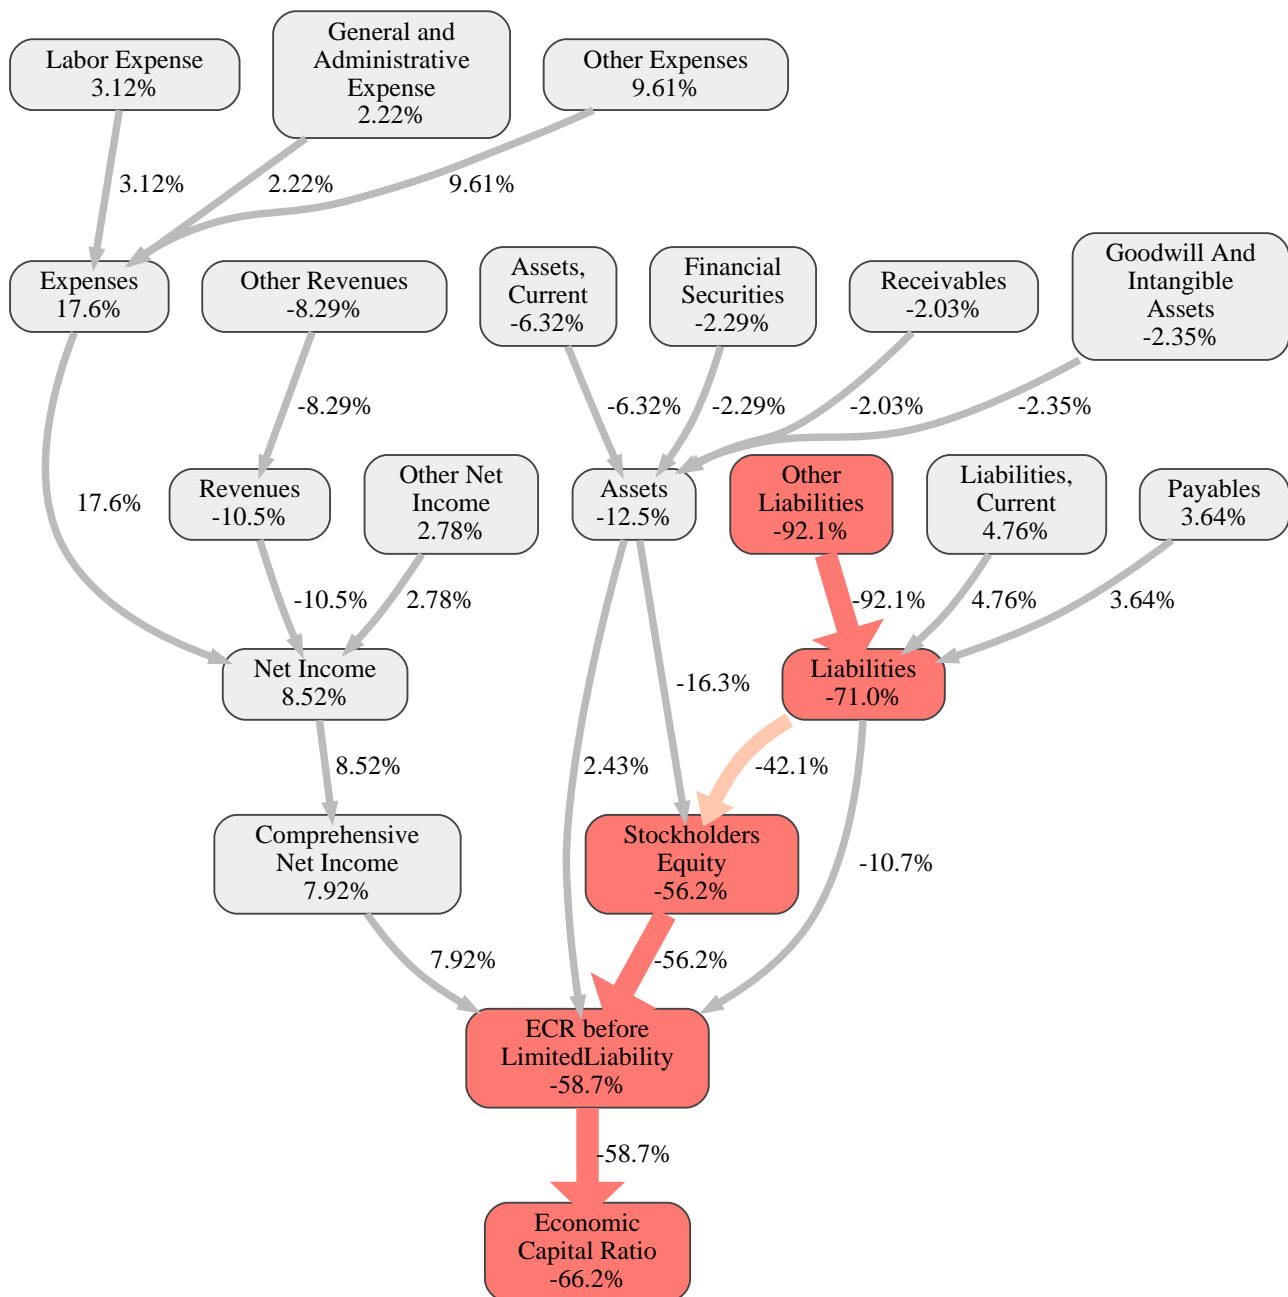 Labor Expense
3.12%
General and
Administrative
Expense
2.22%
Other Expenses
9.61%
3.12%
2.22%
9.61%
Expenses
17.6%
Other Revenues
-8.29%
Assets,
Current
-6.32%
Financial
Securities
-2.29%
Receivables
-2.03%
Goodwill And
Intangible
Assets
-2.35%
-8.29%
-6.32%
-2.29%
-2.03%
-2.35%
17.6%
Revenues
-10.5%
Other Net
Income
2.78%
Assets
-12.5%
Other
Liabilities
-92.1%
Liabilities,
Current
4.76%
Payables
3.64%
-10.5%
2.78%
-92.1%
4.76%
3.64%
Net Income
8.52%
-16.3%
Liabilities
-71.0%
8.52%
2.43%
-42.1%
Comprehensive
Net Income
7.92%
Stockholders
Equity
-56.2%
-10.7%
7.92%
-56.2%
ECR before
LimitedLiability
-58.7%
-58.7%
Economic
Capital Ratio
-66.2%